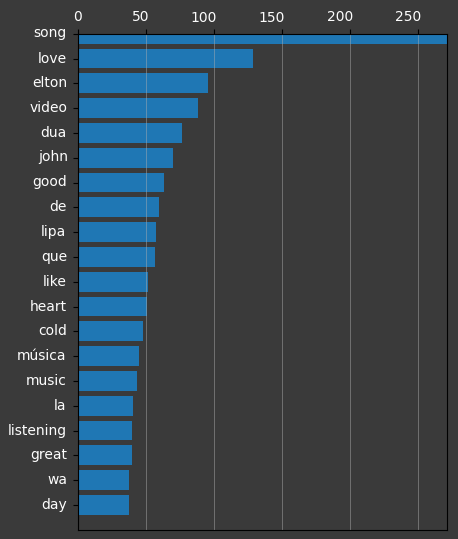 0 50 100 150 200 250
song
love
elton
video
dua
john
good
de
lipa
que
like
heart
cold
música
music
la
listening
great
wa
day